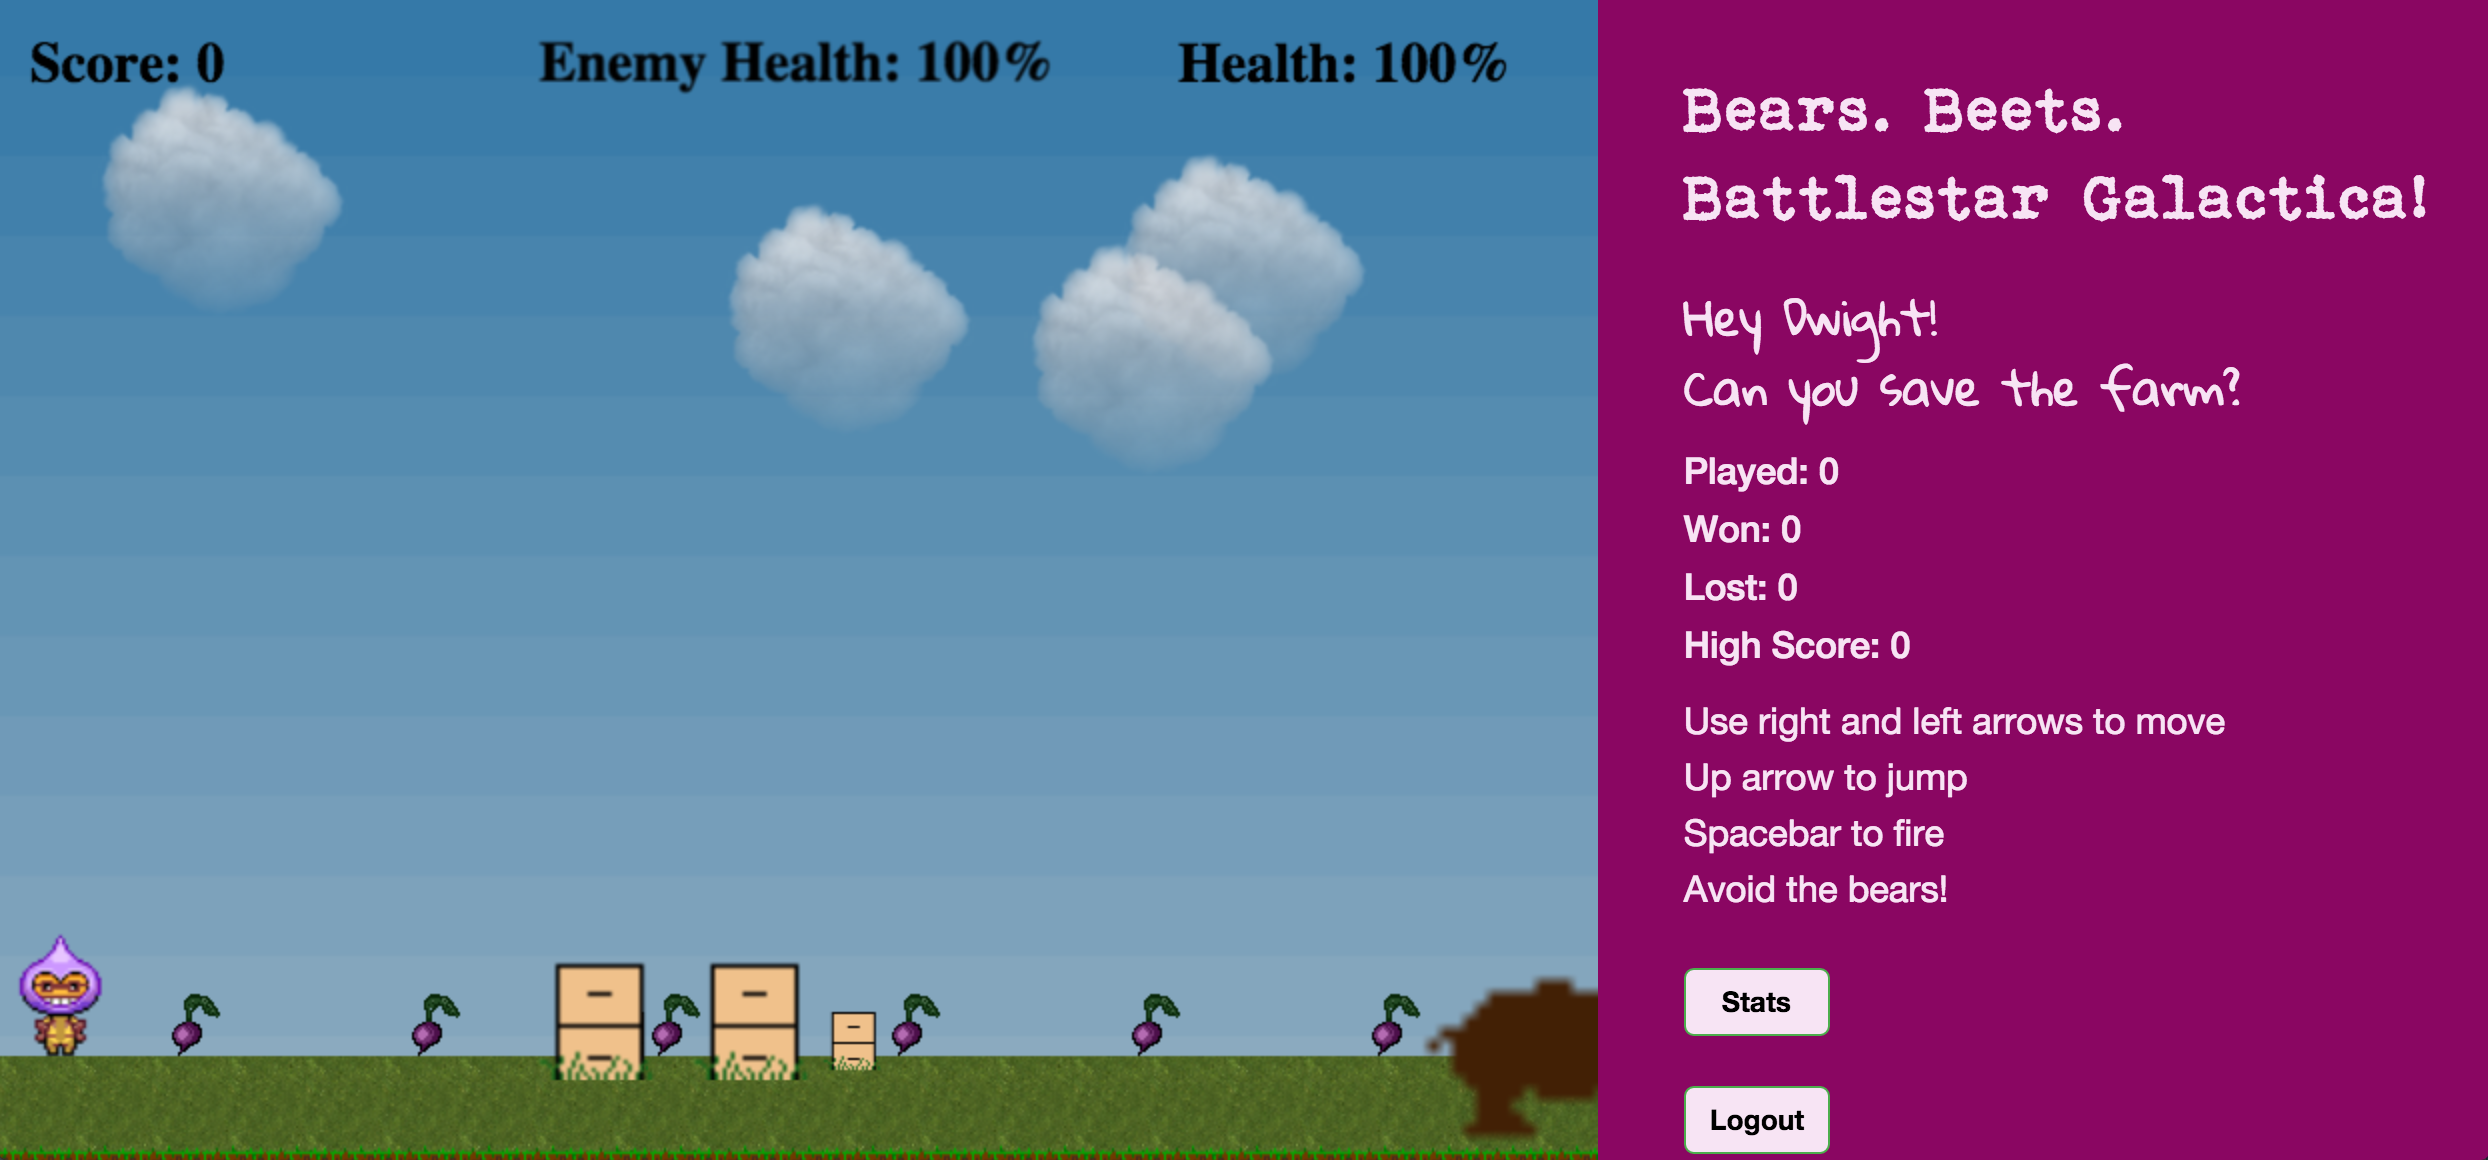 Score: 0
Enemy Health: 100%
Health: 100%
Bears. Beets.
Battlestar Galactica!
Hey Dwight!
Can you save the farm?
Played: 0
Won: 0
Lost: 0
High Score: 0
Use right and left arrows to move
Up arrow to jump
Spacebar to fire
Avoid the bears!
Stats
Logout